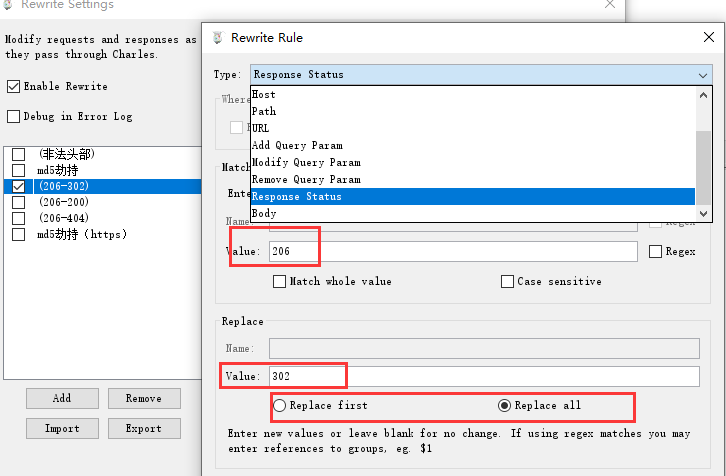 Rewrite Settings
Modify requests and responses as
they pass through Charles.
Enable Rewrite
Debug in Error Log
(非法头部)
md5劫持
(206-302)
(206-200)
(206-404)
md5劫持（https）
Add
Remove
Import
Export
Rewrite Rule
Type:
Response Status
Host
Path
URL
Add Query Param
Modify Query Param
Remove Query Param
Response Status
Body
Where
Match
Name:
Regex
Value:
206
Regex
Match whole value
Case sensitive
Replace
Name:
Value:
302
Replace first
Replace all
Enter new values or leave blank for no change. If using regex matches you may
enter references to groups, eg. $1